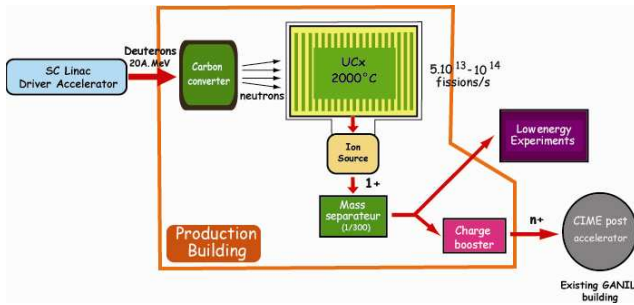 Deuterons
20A.MeV
SC Linac
Driver Accelerator
Carbon
converter
neutrons
UCx
2000°C
5.10 13 - 10 14
fissions/s
Ion
Source
1+
Mass
separateur
(1/300)
Low energy
Experiments
Charge
booster
n+
CIME post
accelerator
Production
Building
Existing GANIL
building